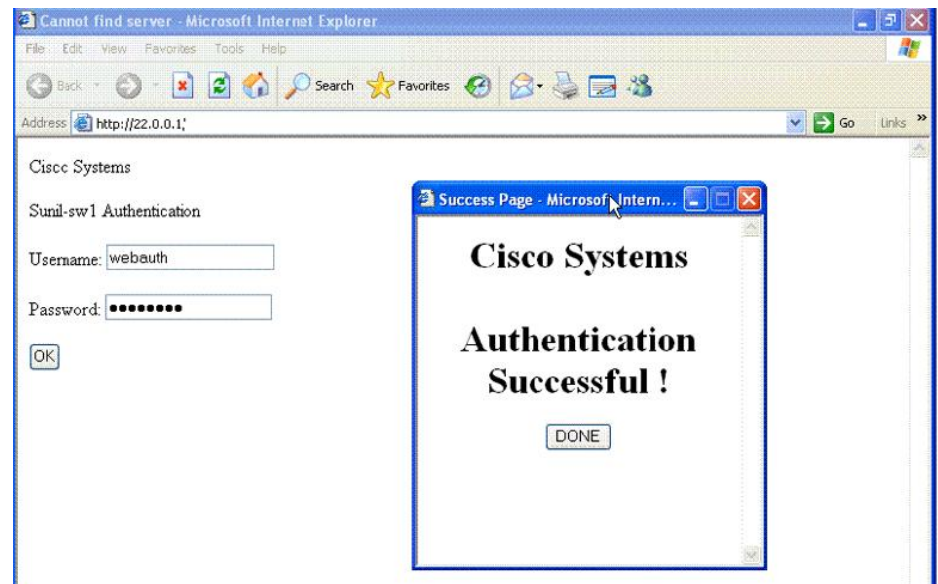 Cannot find server - Microsoft Internet Explorer
File Edit View Favorites Tools Help
Back Search Favorites
Address http://22.0.0.1; Go Links »
Cisco Systems
Sunil-sw1 Authentication
Username: webauth
Password: ••••••••
OK
Success Page - Microsoft Intern...
Cisco Systems
Authentication
Successful !
DONE